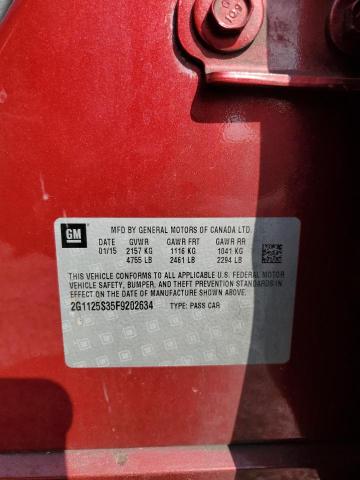 GM
MFD BY GENERAL MOTORS OF CANADA LTD.
DATE GVWR GAWR FRT GAWR RR
01/15 2157 KG 1116 KG 1041 KG
4755 LB 2461 LB 2294 LB
THIS VEHICLE CONFORMS TO ALL APPLICABLE U.S. FEDERAL MOTOR
VEHICLE SAFETY, BUMPER, AND THEFT PREVENTION STANDARDS IN
EFFECT ON THE DATE OF MANUFACTURE SHOWN ABOVE.
2G1125S35F9202634 TYPE: PASS CAR
10.9